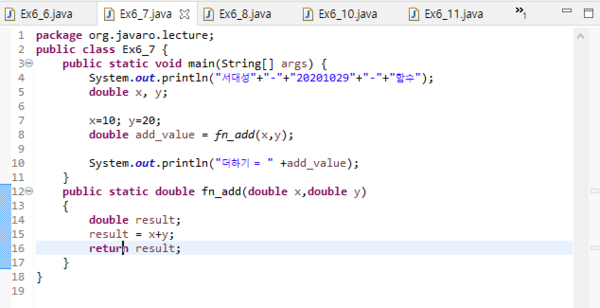 Ex6_6.java Ex6_7.java Ex6_8.java Ex6_10.java Ex6_11.java »1
1 package org.javaro.lecture;
2 public class Ex6_7 {
3 public static void main(String[] args) {
4 System.out.println("서대성"+"-"+"20201029"+"-"+"함수");
5 double x, y;
6
7 x=10; y=20;
8 double add_value = fn_add(x,y);
9
10 System.out.println("더하기 = " +add_value);
11 }
12 public static double fn_add(double x,double y)
13 {
14 double result;
15 result = x+y;
16 return result;
17 }
18 }
19